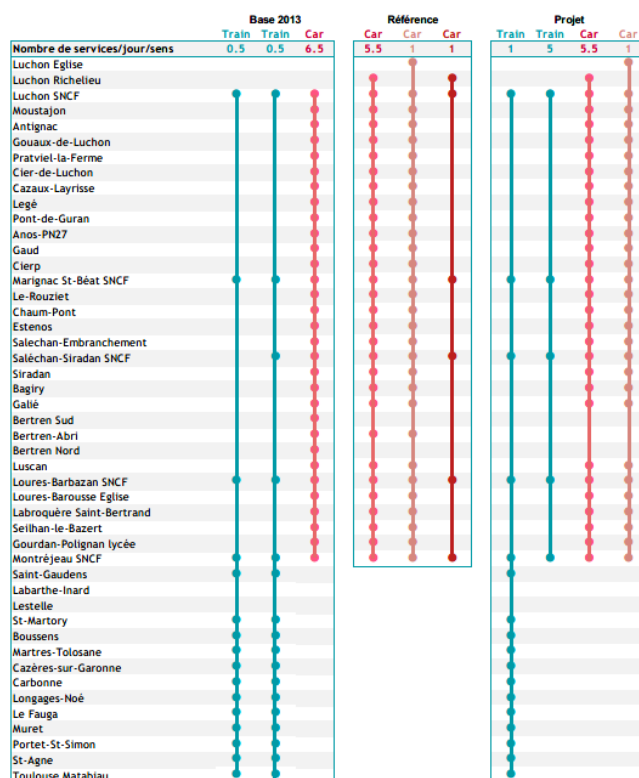 Base 2013 Référence Projet
Train Train Car Car Car Car Train Train Car Car
Nombre de services/jour/sens 0.5 0.5 6.5 5.5 1 1 1 5 5.5 1
Luchon Eglise
Luchon Richelieu
Luchon SNCF
Moustajon
Antignac
Gouaux-de-Luchon
Pratviel-la-Ferme
Cier-de-Luchon
Cazaux-Layrisse
Legé
Pont-de-Guran
Anos-PN27
Gaud
Cierp
Marignac St-Béat SNCF
Le-Rouziet
Chaum-Pont
Estenos
Salechan-Embranchement
Saléchan-Siradan SNCF
Siradan
Bagiry
Galié
Bertren Sud
Bertren-Abri
Bertren Nord
Luscan
Loures-Barbazan SNCF
Loures-Barousse Eglise
Labroquère Saint-Bertrand
Seilhan-le-Bazert
Gourdan-Polignan lycée
Montréjeau SNCF
Saint-Gaudens
Labarthe-Inard
Lestelle
St-Martory
Boussens
Martres-Tolosane
Cazères-sur-Garonne
Carbonne
Longages-Noé
Le Fauga
Muret
Portet-St-Simon
St-Agne
Toulouse Matabiau